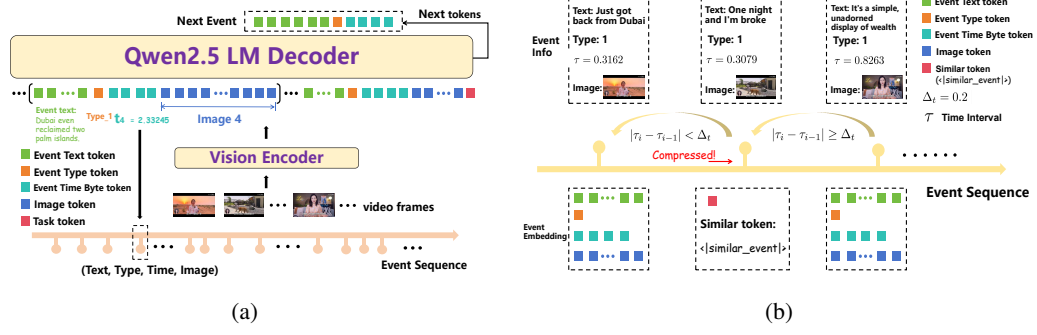 Next Event
Next tokens
Qwen2.5 LM Decoder
Event text:
Dubai even
reclaimed two
palm islands.
Type_1
t4 = 2.33245
Image 4
Vision Encoder
Event Text token
Event Type token
Event Time Byte token
Image token
Task token
video frames
Event Sequence
(Text, Type, Time, Image)
(a)
Event
Info
Text: Just got
back from Dubai
Type: 1
τ = 0.3162
Image:
Text: One night
and I'm broke
Type: 1
τ = 0.3079
Image:
Text: It's a simple,
unadorned
display of wealth
Type: 1
τ = 0.8263
Image:
Event Text token
Event Type token
Event Time Byte token
Image token
Similar token
(<|similar_event|>)
Δt = 0.2
τ Time Interval
|τi − τi−1| < Δt
|τi − τi−1| ≥ Δt
Compressed!
Event Sequence
Event
Embedding
Similar token:
<|similar_event|>
(b)